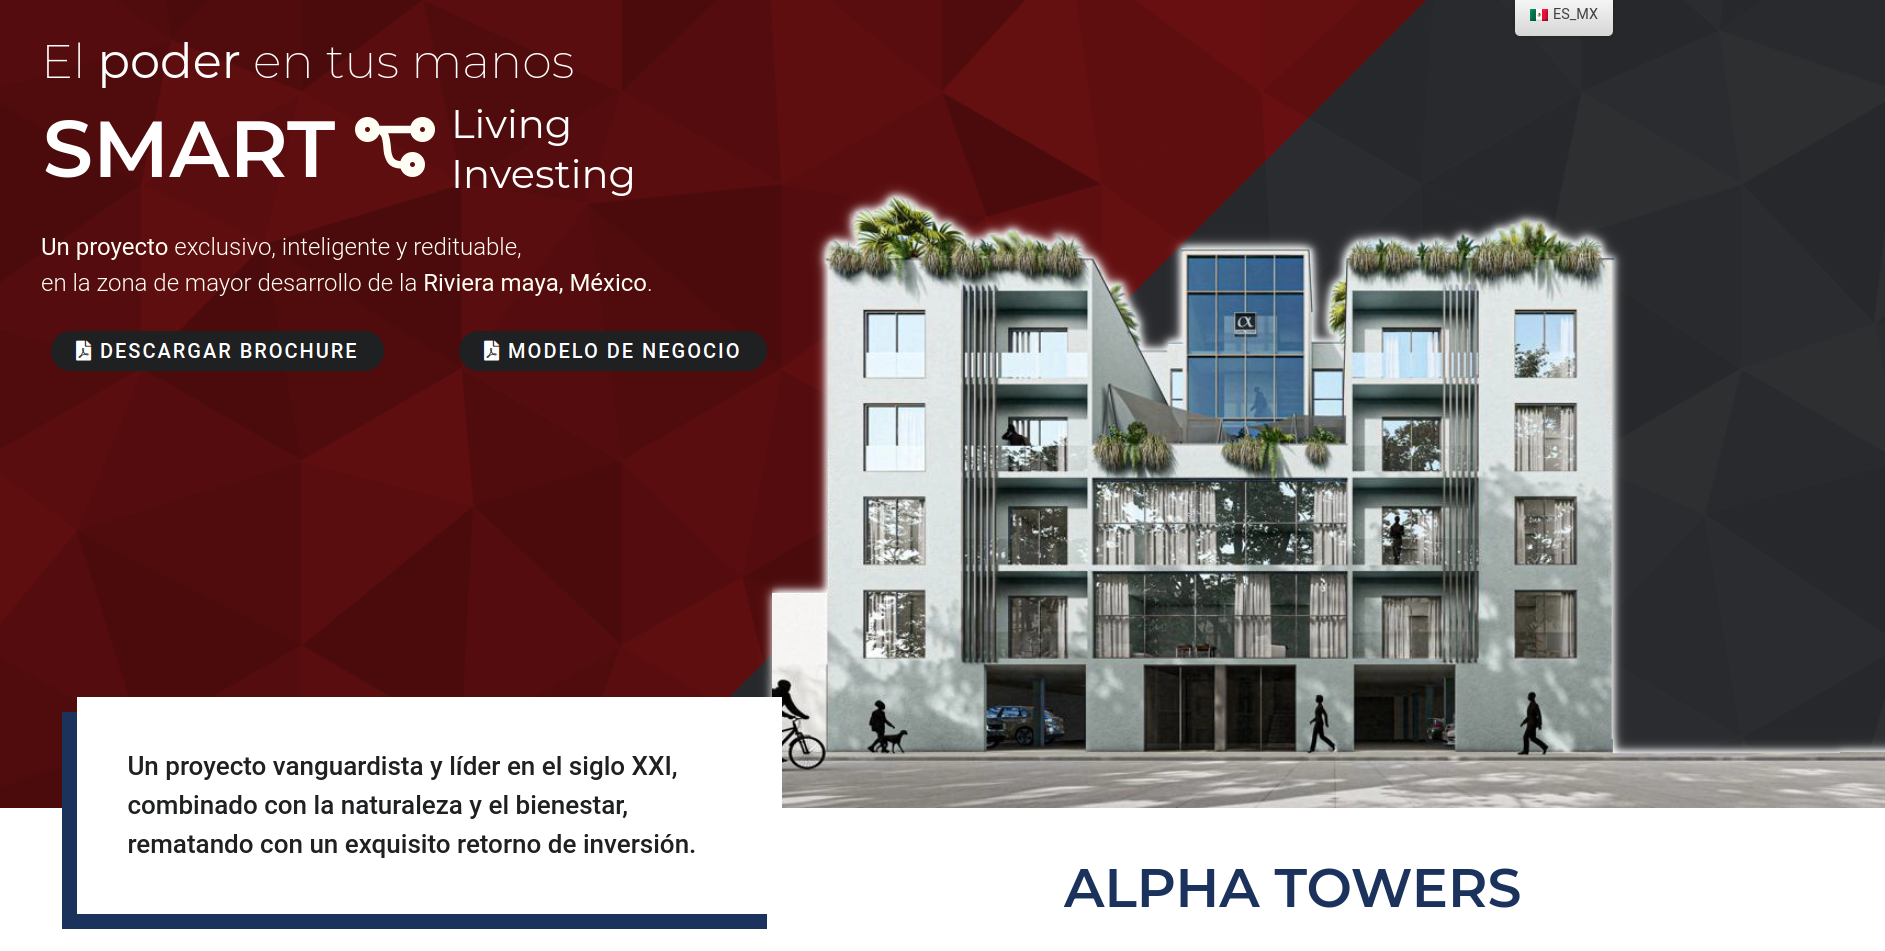 ES_MX
El poder en tus manos
SMART
Living
Investing
Un proyecto exclusivo, inteligente y redituable,
en la zona de mayor desarrollo de la Riviera maya, México.
DESCARGAR BROCHURE
MODELO DE NEGOCIO
α
Un proyecto vanguardista y líder en el siglo XXI,
combinado con la naturaleza y el bienestar,
rematando con un exquisito retorno de inversión.
ALPHA TOWERS